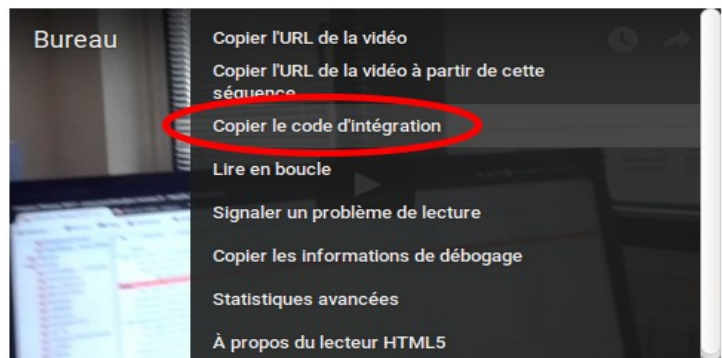 Bureau
Copier l'URL de la vidéo
Copier l'URL de la vidéo à partir de cette
séquence
Copier le code d'intégration
Lire en boucle
Signaler un problème de lecture
Copier les informations de débogage
Statistiques avancées
À propos du lecteur HTML5